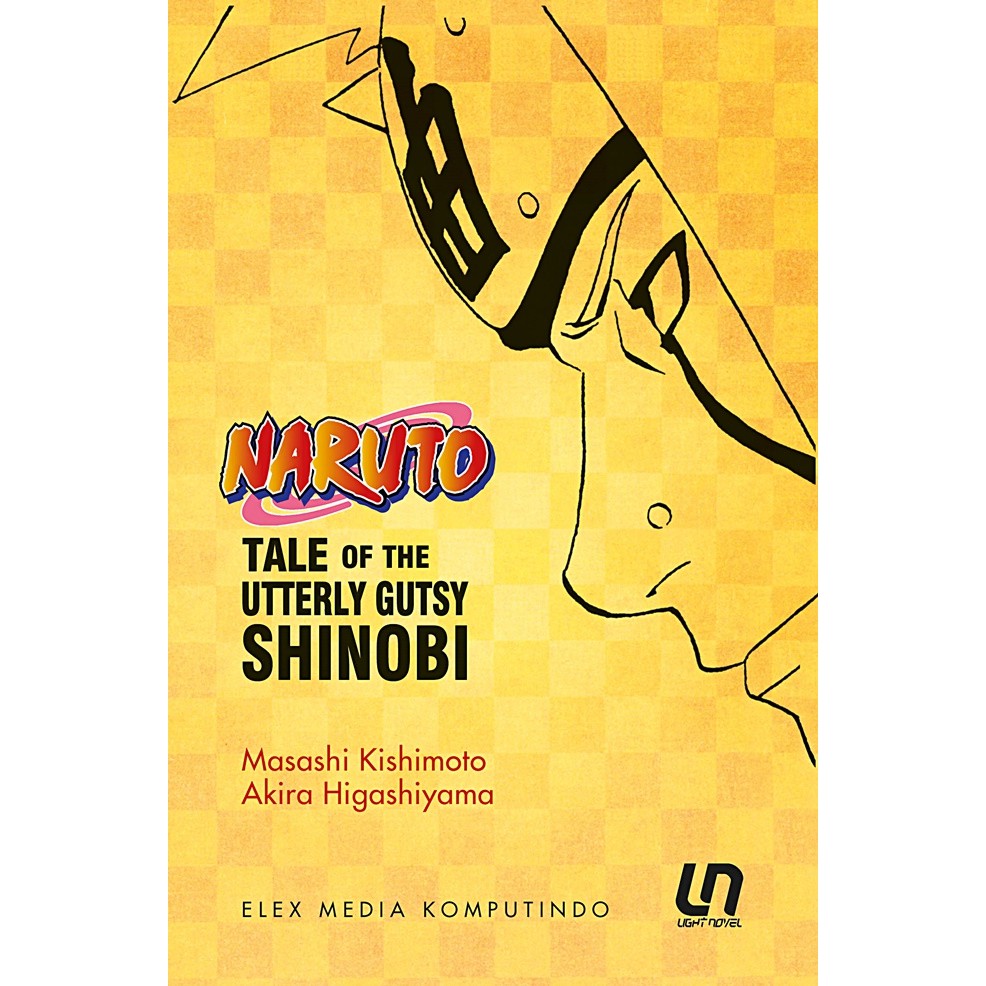 NARUTO
TALE OF THE
UTTERLY GUTSY
SHINOBI
Masashi Kishimoto
Akira Higashiyama
ELEX MEDIA KOMPUTINDO
LN
LIGHT NOVEL